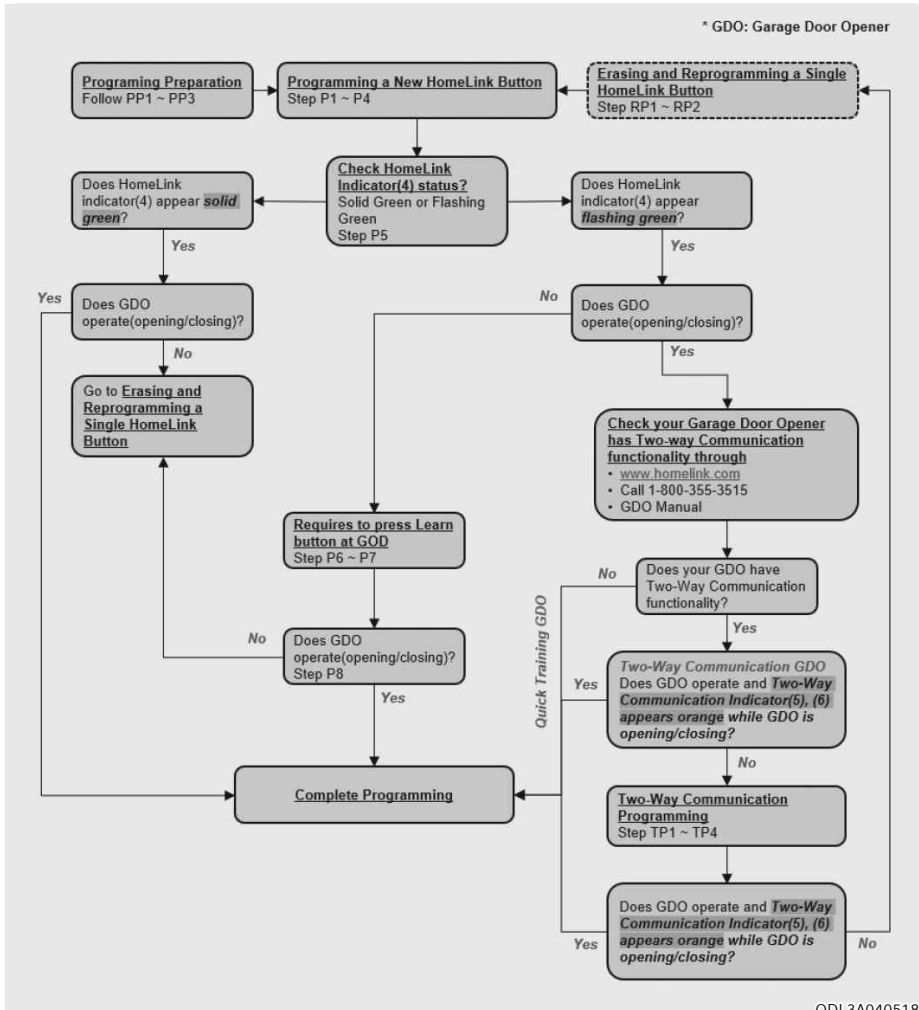 * GDO: Garage Door Opener
Programing Preparation
Follow PP1 ~ PP3
Programming a New HomeLink Button
Step P1 ~ P4
Erasing and Reprogramming a Single
HomeLink Button
Step RP1 ~ RP2
Check HomeLink
Indicator(4) status?
Solid Green or Flashing
Green
Step P5
Does HomeLink
indicator(4) appear solid
green?
Does HomeLink
indicator(4) appear
flashing green?
Yes
Yes
Yes
Does GDO
operate(opening/closing)?
No
Does GDO
operate(opening/closing)?
No
Yes
Go to Erasing and
Reprogramming a
Single HomeLink
Button
Check your Garage Door Opener
has Two-way Communication
functionality through
• www.homelink.com
• Call 1-800-355-3515
• GDO Manual
Requires to press Learn
button at GOD
Step P6 ~ P7
No
Does your GDO have
Two-Way Communication
functionality?
Yes
Quick Training GDO
No
Does GDO
operate(opening/closing)?
Step P8
Yes
Yes
Two-Way Communication GDO
Does GDO operate and Two-Way
Communication Indicator(5), (6)
appears orange while GDO is
opening/closing?
No
Complete Programming
Two-Way Communication
Programming
Step TP1 ~ TP4
Yes
Does GDO operate and Two-Way
Communication Indicator(5), (6)
appears orange while GDO is
opening/closing?
No
ODL3A040518